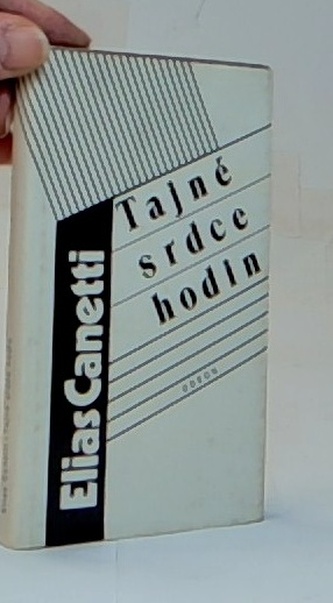 Tajné
srdce
hodin
Elias Canetti
ODEON